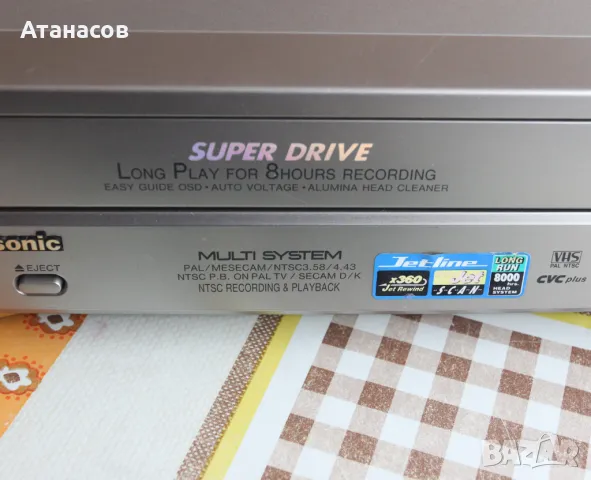 Атанасов
SUPER DRIVE
LONG PLAY FOR 8HOURS RECORDING
EASY GUIDE OSD • AUTO VOLTAGE • ALUMINA HEAD CLEANER
sonic
EJECT
MULTI SYSTEM
PAL/MESECAM/NTSC3.58/4.43
NTSC P.B. ON PAL TV / SECAM D/K
NTSC RECORDING & PLAYBACK
Jet-line
x360
Jet Rewind
S-C-A-N
LONG RUN
8000 hrs.
HEAD SYSTEM
VHS
PAL NTSC
CVC plus
BAZAR